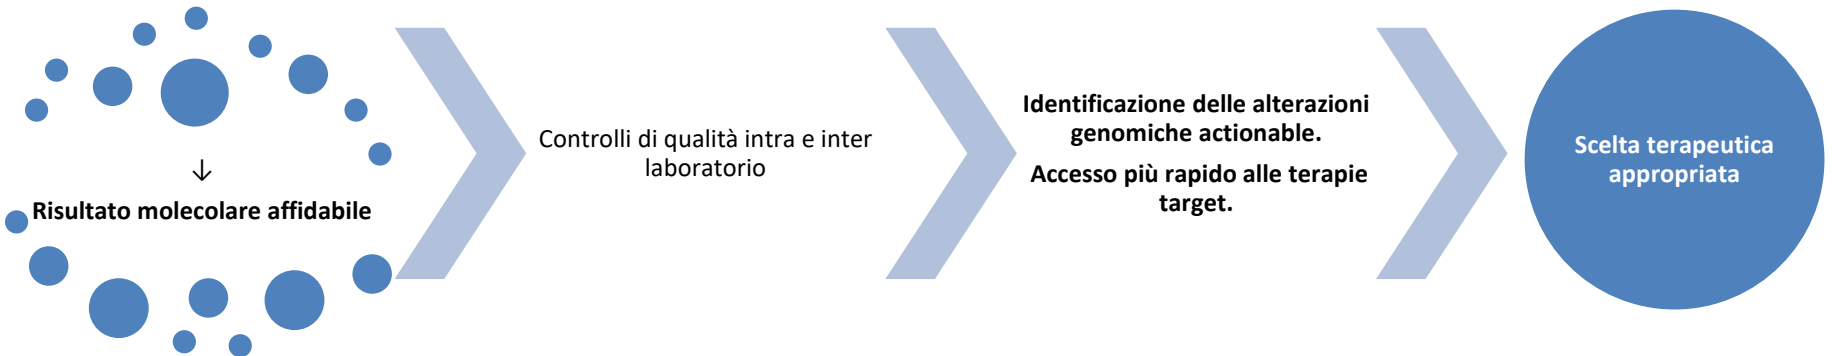 ↓
Risultato molecolare affidabile
Controlli di qualità intra e inter
laboratorio
Identificazione delle alterazioni
genomiche actionable.
Accesso più rapido alle terapie
target.
Scelta terapeutica
appropriata